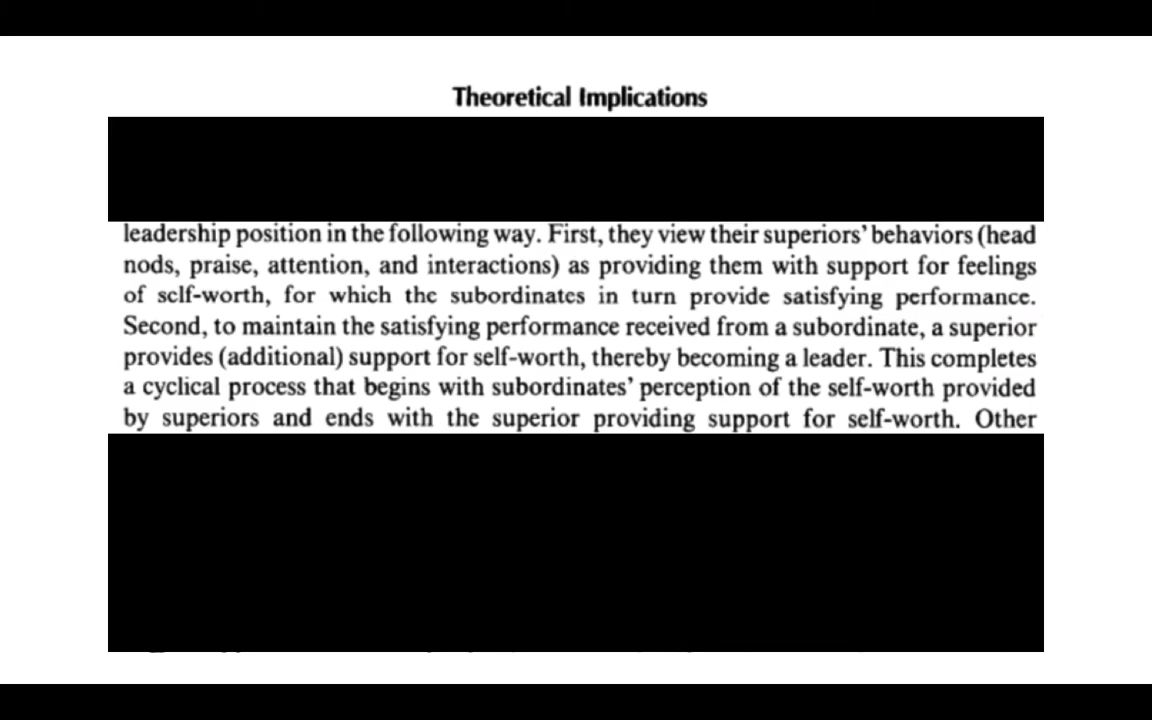 Theoretical Implications
leadership position in the following way. First, they view their superiors' behaviors (head
nods, praise, attention, and interactions) as providing them with support for feelings
of self-worth, for which the subordinates in turn provide satisfying performance.
Second, to maintain the satisfying performance received from a subordinate, a superior
provides (additional) support for self-worth, thereby becoming a leader. This completes
a cyclical process that begins with subordinates' perception of the self-worth provided
by superiors and ends with the superior providing support for self-worth. Other